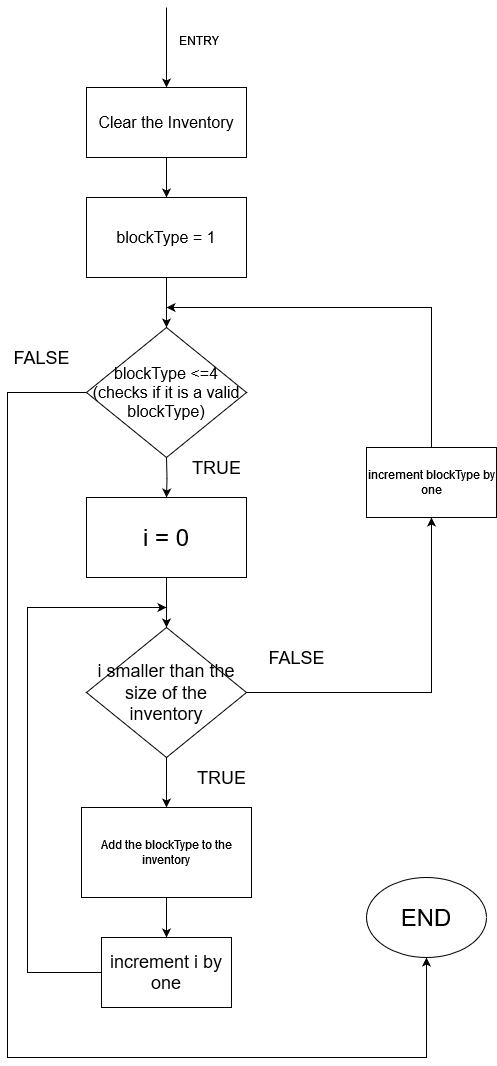 ENTRY
Clear the Inventory
blockType = 1
FALSE
blockType <=4
(checks if it is a valid
blockType)
TRUE
increment blockType by
one
i = 0
FALSE
i smaller than the
size of the
inventory
TRUE
Add the blockType to the
inventory
END
increment i by
one